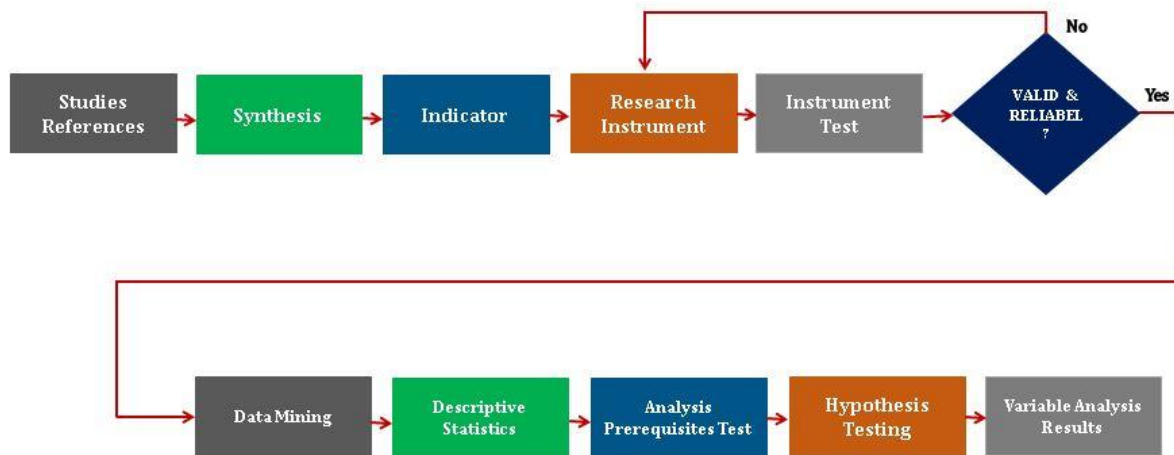 No
Studies
References
Synthesis
Indicator
Research
Instrument
Instrument
Test
VALID &
RELIABEL
?
Yes
Data Mining
Descriptive
Statistics
Analysis
Prerequisites Test
Hypothesis
Testing
Variable Analysis
Results